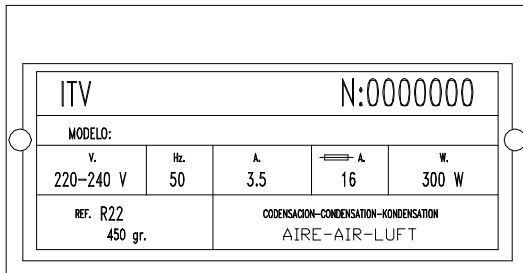 ITV N:0000000
MODELO:
V. Hz. A. A. W.
220-240 V 50 3.5 16 300 W
REF. R22 CODENSACION-CONDENSATION-KONDENSATION
450 gr. AIRE-AIR-LUFT